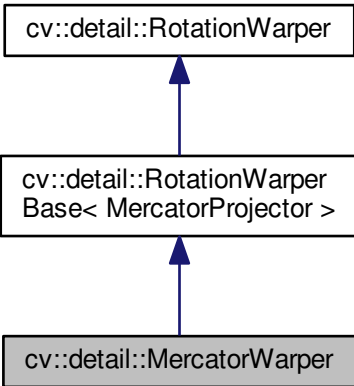 cv::detail::RotationWarper
cv::detail::RotationWarper
Base< MercatorProjector >
cv::detail::MercatorWarper